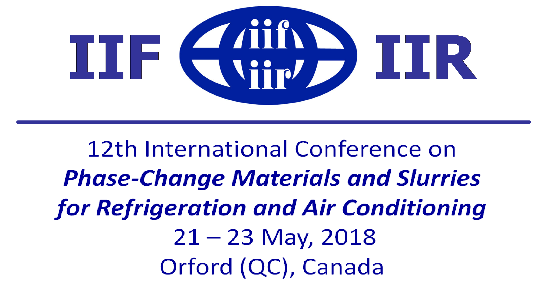 IIF iif iir IIR
12th International Conference on
Phase-Change Materials and Slurries
for Refrigeration and Air Conditioning
21 – 23 May, 2018
Orford (QC), Canada